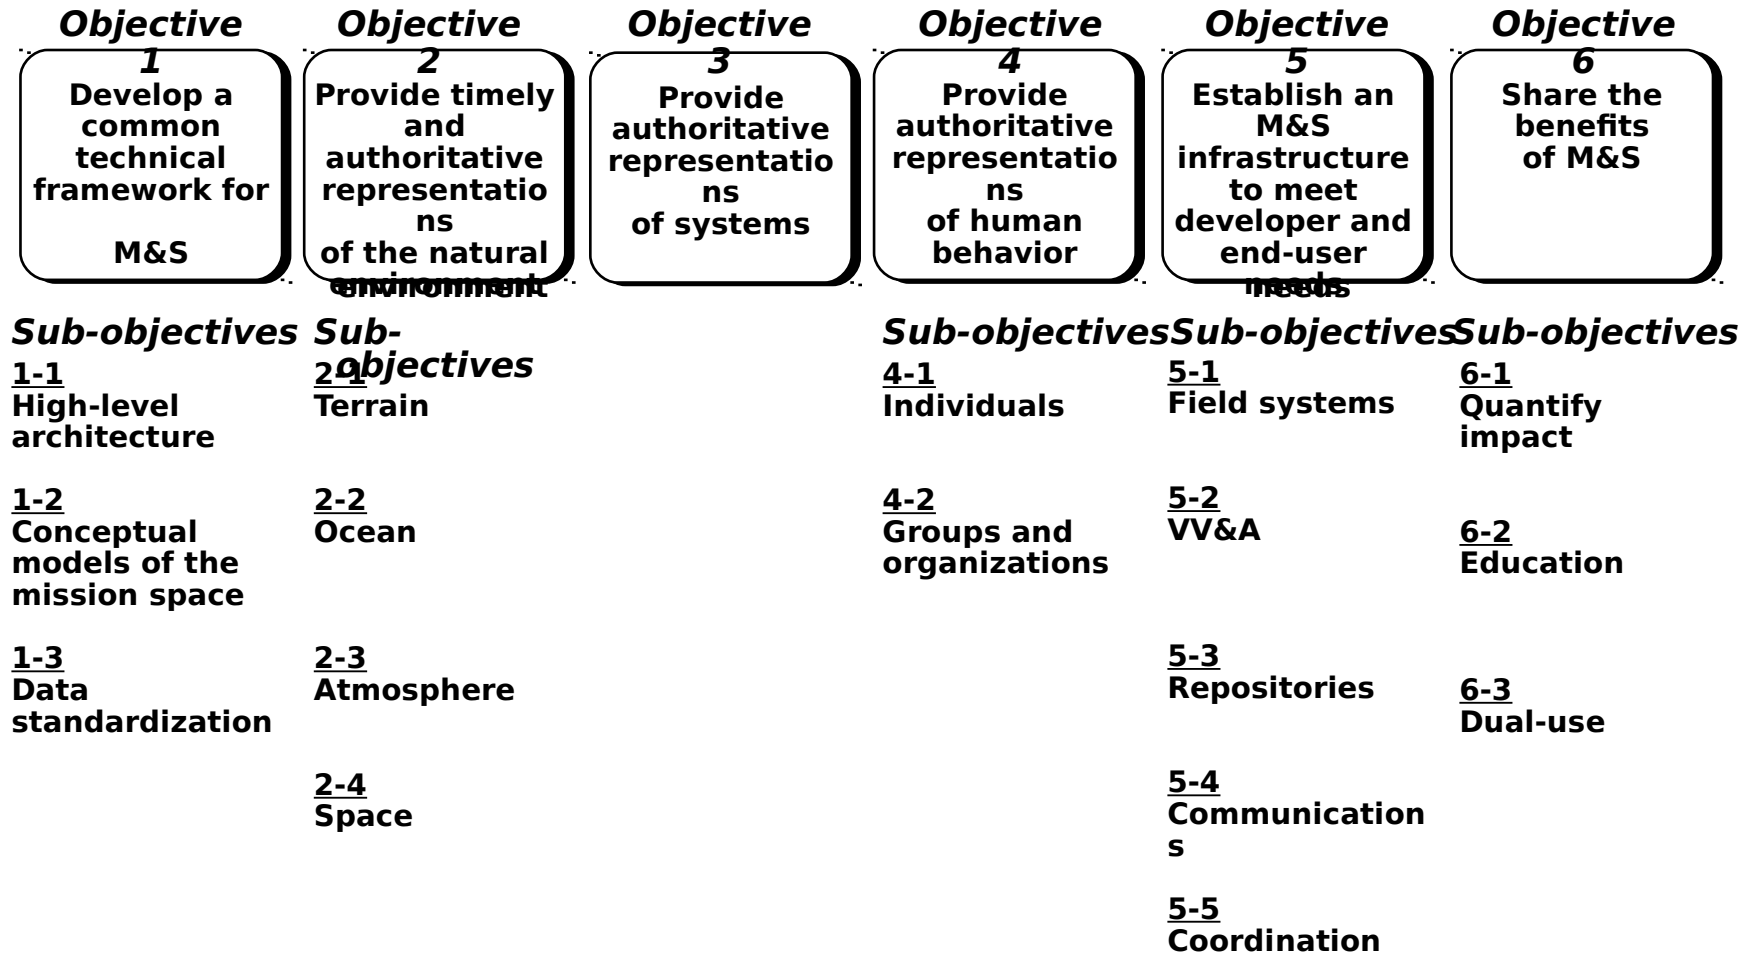 Objective
1
Develop a
common
technical
framework for
M&S
Objective
2
Provide timely
and
authoritative
representatio
ns
of the natural
environment
Objective
3
Provide
authoritative
representatio
ns
of systems
Objective
4
Provide
authoritative
representatio
ns
of human
behavior
Objective
5
Establish an
M&S
infrastructure
to meet
developer and
end-user
needs
Objective
6
Share the
benefits
of M&S
Sub-objectives
1-1
High-level
architecture
1-2
Conceptual
models of the
mission space
1-3
Data
standardization
Sub-
objectives
2-1
Terrain
2-2
Ocean
2-3
Atmosphere
2-4
Space
Sub-objectives
4-1
Individuals
4-2
Groups and
organizations
Sub-objectives
5-1
Field systems
5-2
VV&A
5-3
Repositories
5-4
Communication
s
5-5
Coordination
Sub-objectives
6-1
Quantify
impact
6-2
Education
6-3
Dual-use